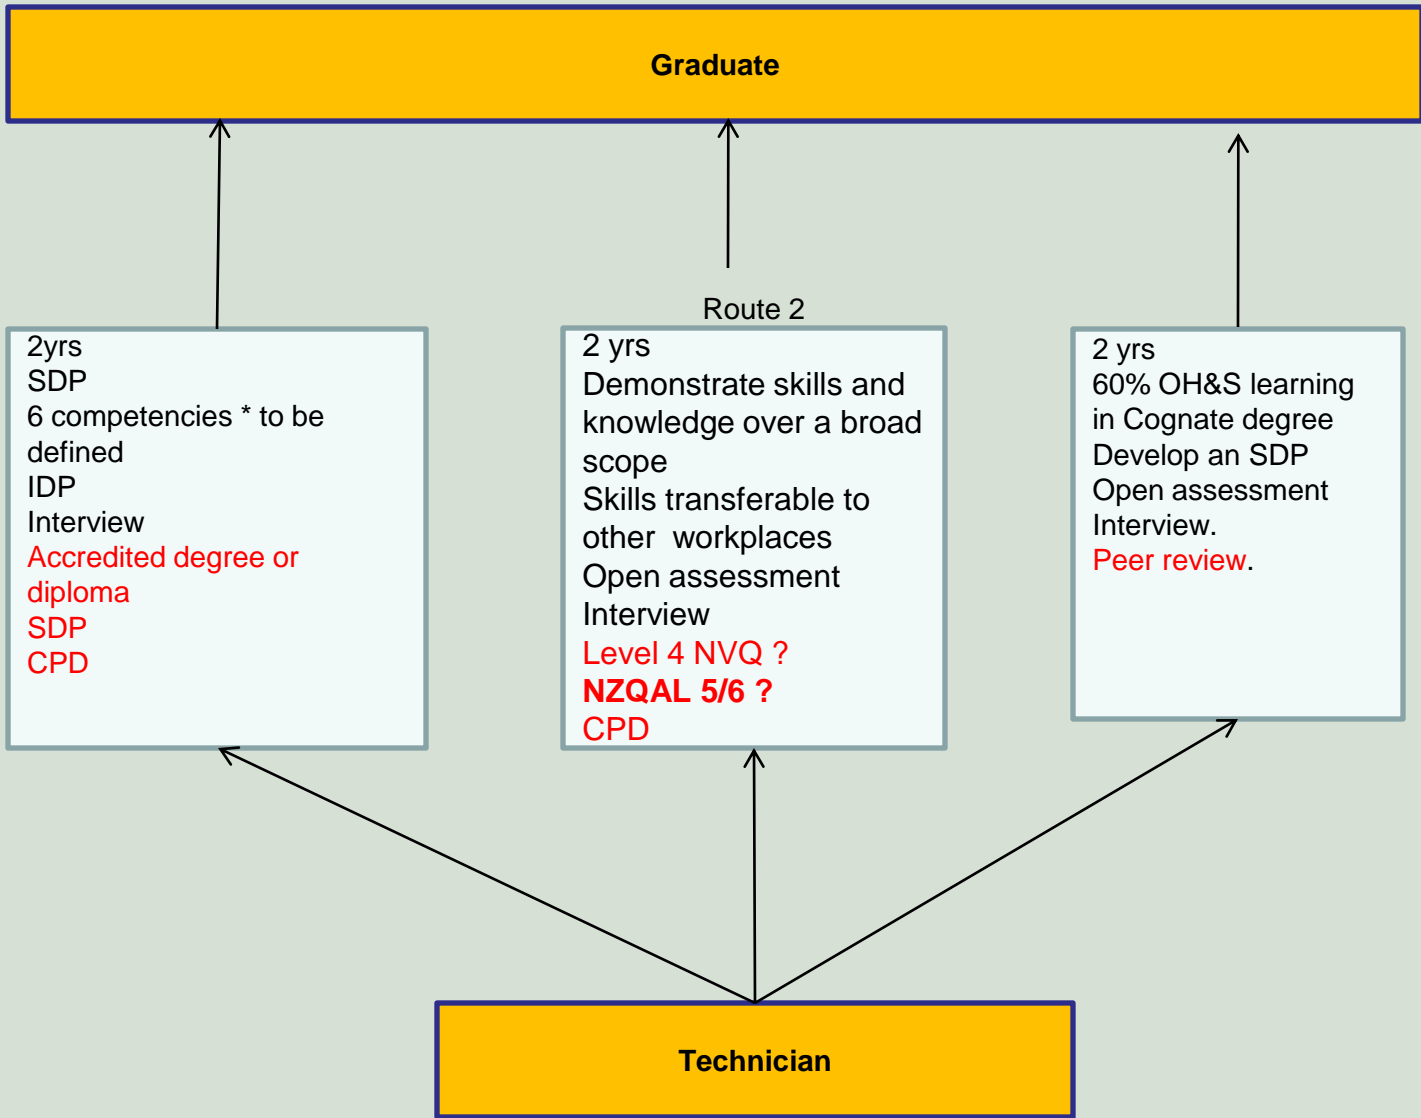 Graduate
2yrs
SDP
6 competencies * to be
defined
IDP
Interview
Accredited degree or
diploma
SDP
CPD
Route 2
2 yrs
Demonstrate skills and
knowledge over a broad
scope
Skills transferable to
other workplaces
Open assessment
Interview
Level 4 NVQ ?
NZQAL 5/6 ?
CPD
2 yrs
60% OH&S learning
in Cognate degree
Develop an SDP
Open assessment
Interview.
Peer review.
Technician